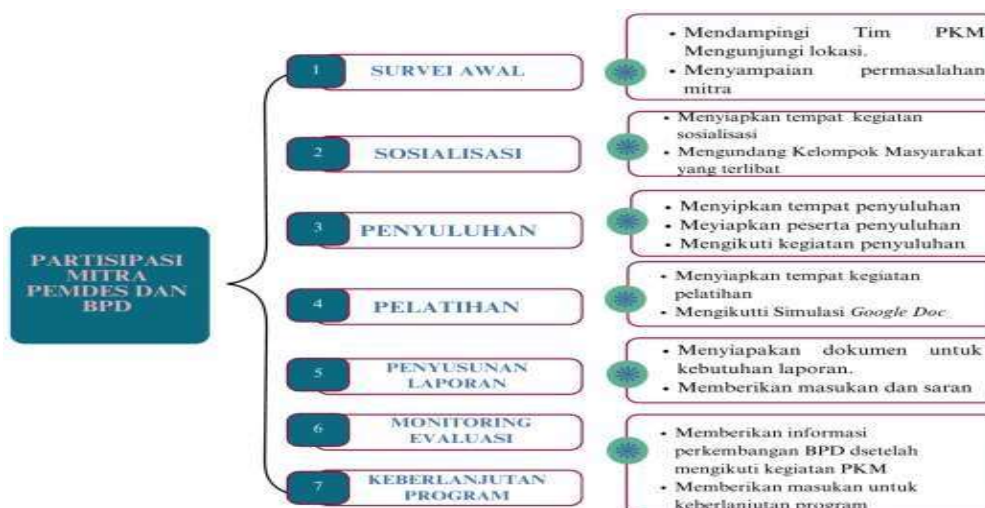 PARTISIPASI
MITRA
PEMDES DAN
BPD
1
SURVEI AWAL
• Mendampingi Tim PKM
Mengunjungi lokasi.
• Menyampaian permasalahan
mitra
2
SOSIALISASI
• Menyiapkan tempat kegiatan
sosialisasi
• Mengundang Kelompok Masyarakat
yang terlibat
3
PENYULUHAN
• Menyipkan tempat penyuluhan
• Meyiapkan peserta penyuluhan
• Mengikuti kegiatan penyuluhan
4
PELATIHAN
• Menyiapkan tempat kegiatan
pelatihan
• Mengikutti Simulasi Google Doc
5
PENYUSUNAN
LAPORAN
• Menyiapakan dokumen untuk
kebutuhan laporan.
• Memberikan masukan dan saran
6
MONITORING
EVALUASI
7
KEBERLANJUTAN
PROGRAM
• Memberikan informasi
perkembangan BPD dsetelah
mengikuti kegiatan PKM
• Memberikan masukan untuk
keberlanjutan program